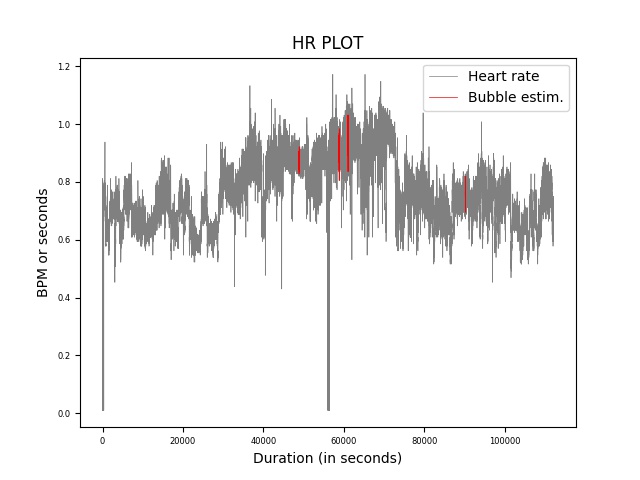 HR PLOT
Heart rate
Bubble estim.
1.2
1.0
0.8
0.6
0.4
0.2
0.0
BPM or seconds
0
20000
40000
60000
80000
100000
Duration (in seconds)